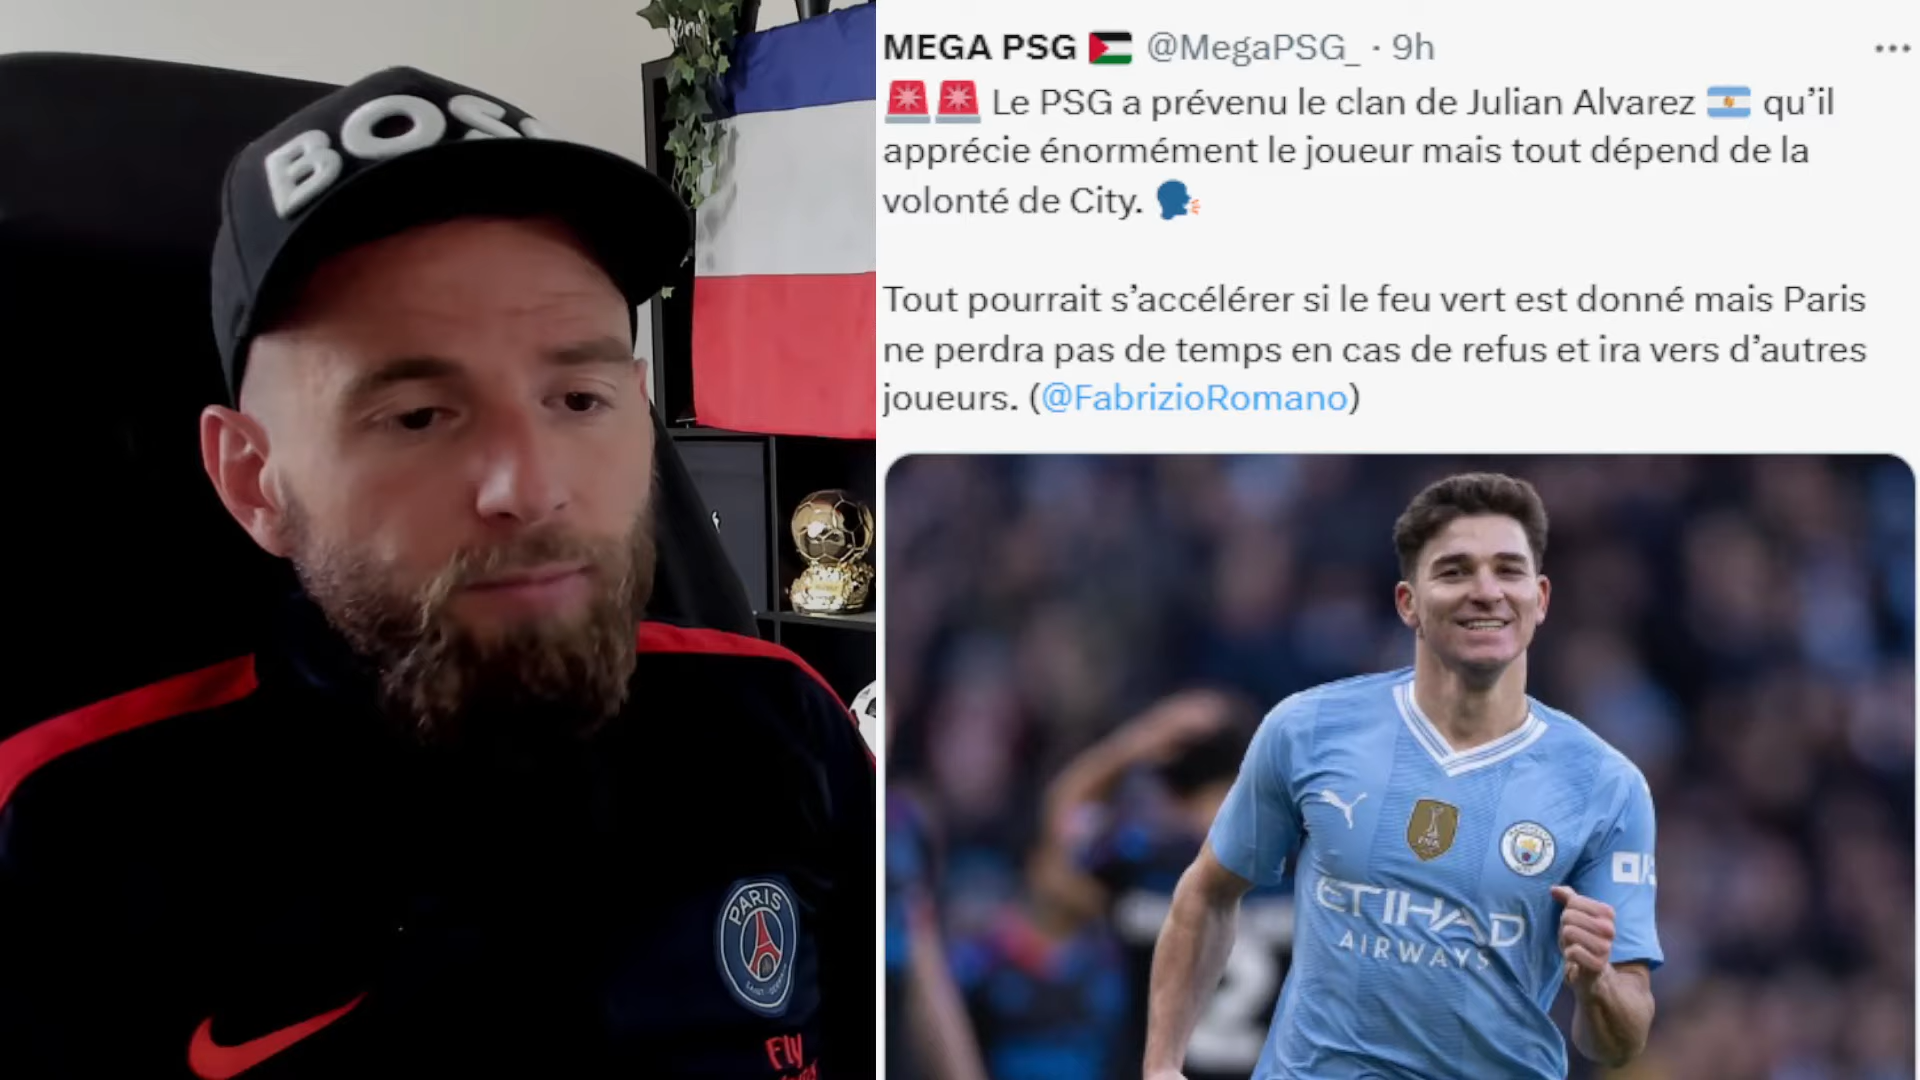 MEGA PSG @MegaPSG_ · 9h
Le PSG a prévenu le clan de Julian Alvarez qu’il
apprécie énormément le joueur mais tout dépend de la
volonté de City.
Tout pourrait s’accélérer si le feu vert est donné mais Paris
ne perdra pas de temps en cas de refus et ira vers d’autres
joueurs. (@FabrizioRomano)
BOSS
PARIS
Fly
ETIHAD
AIRWAYS